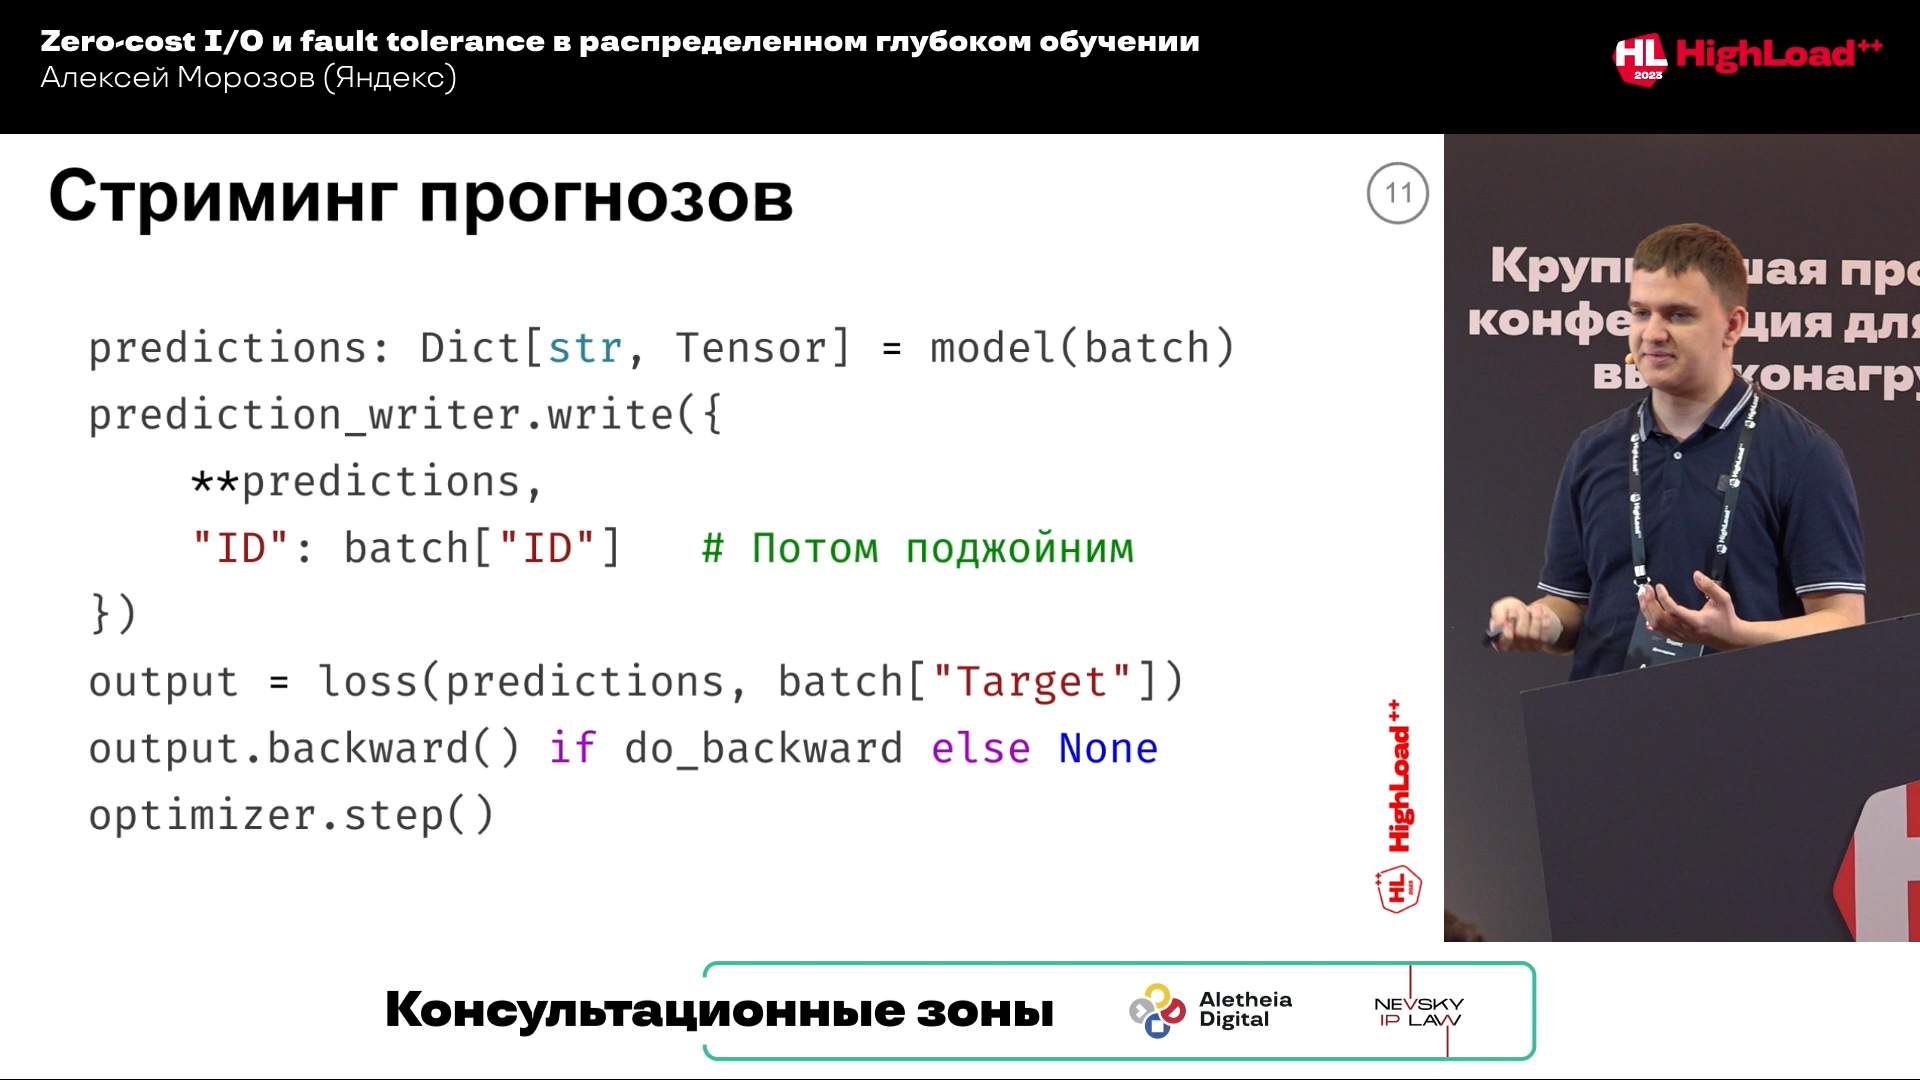 Zero-cost I/O и fault tolerance в распределенном глубоком обучении
Алексей Морозов (Яндекс)
HL
2023
HighLoad++
Стриминг прогнозов
11
predictions: Dict[str, Tensor] = model(batch)
prediction_writer.write({
**predictions,
"ID": batch["ID"] # Потом поджойним
})
output = loss(predictions, batch["Target"])
output.backward() if do_backward else None
optimizer.step()
HighLoad++
HL
Консультационные зоны
Aletheia
Digital
NEVSKY
IP LAW